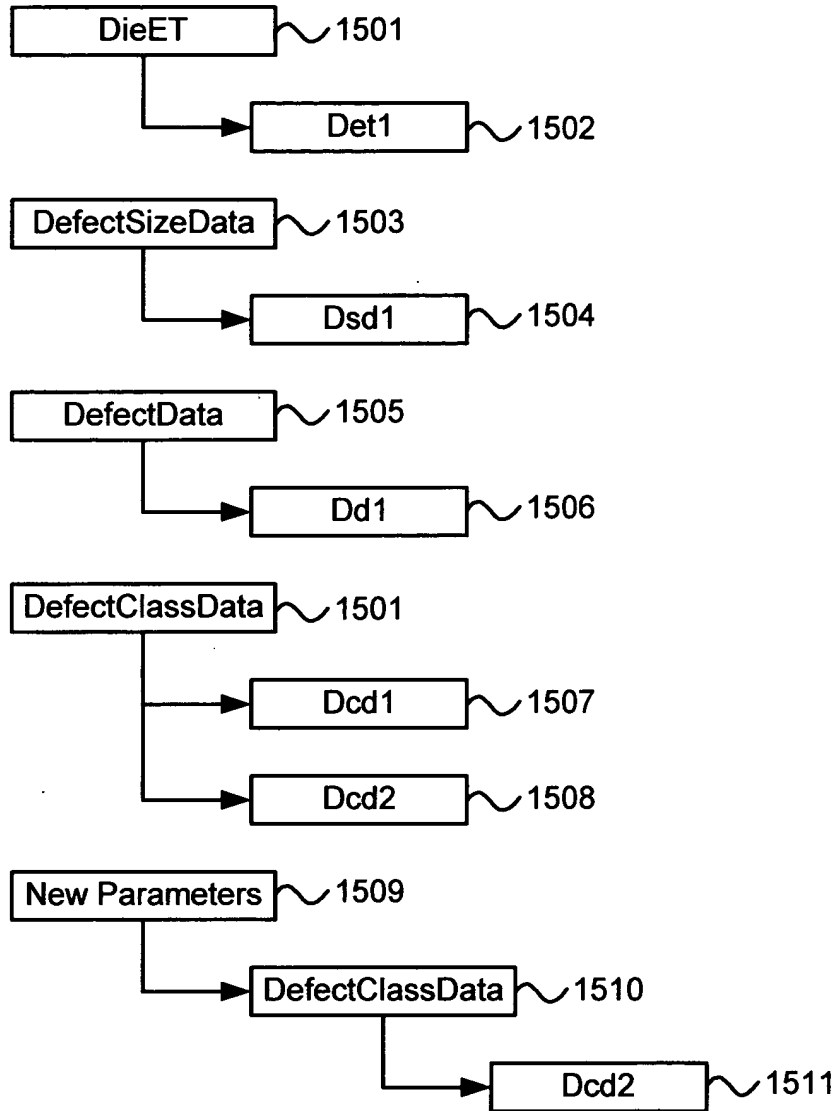 DieET 1501
Det1 1502
DefectSizeData 1503
Dsd1 1504
DefectData 1505
Dd1 1506
DefectClassData 1501
Dcd1 1507
Dcd2 1508
New Parameters 1509
DefectClassData 1510
Dcd2 1511